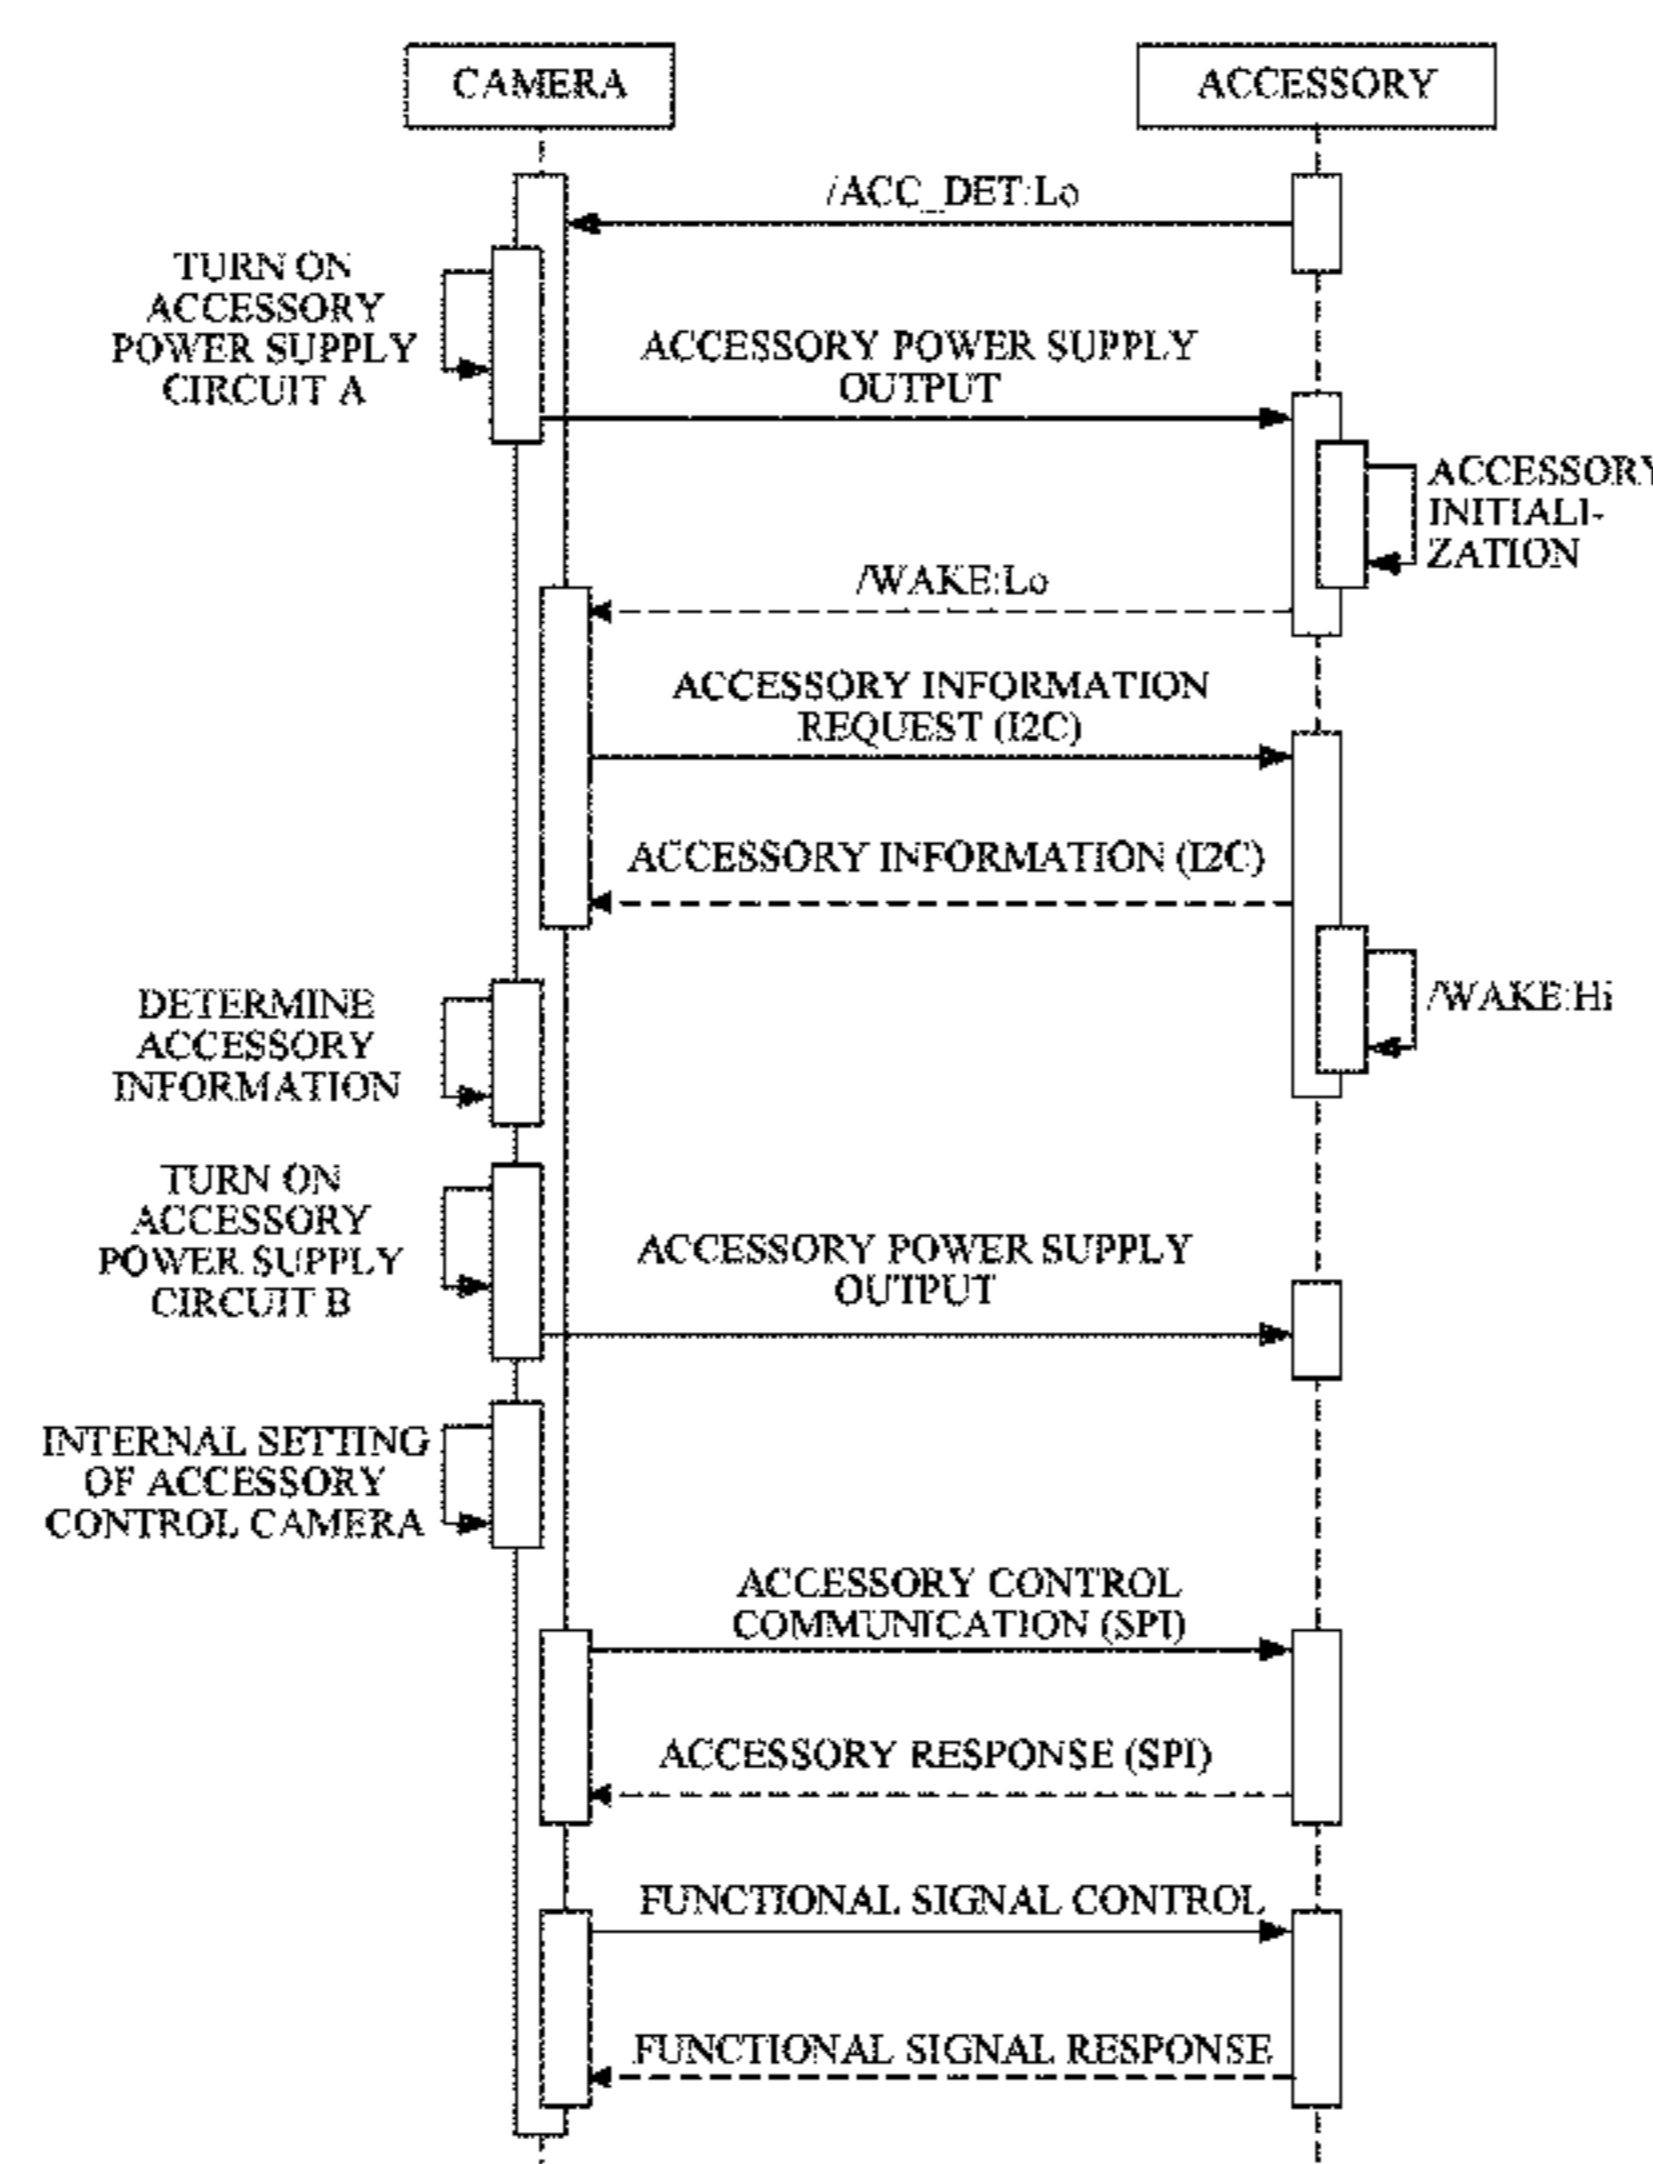 CAMERA
ACCESSORY
/ACC_DET:Lo
TURN ON
ACCESSORY
POWER SUPPLY
CIRCUIT A
ACCESSORY POWER SUPPLY
OUTPUT
ACCESSORY
INITIALI-
ZATION
/WAKE:Lo
ACCESSORY INFORMATION
REQUEST (I2C)
ACCESSORY INFORMATION (I2C)
/WAKE:Hi
DETERMINE
ACCESSORY
INFORMATION
TURN ON
ACCESSORY
POWER SUPPLY
CIRCUIT B
ACCESSORY POWER SUPPLY
OUTPUT
INTERNAL SETTING
OF ACCESSORY
CONTROL CAMERA
ACCESSORY CONTROL
COMMUNICATION (SPI)
ACCESSORY RESPONSE (SPI)
FUNCTIONAL SIGNAL CONTROL
FUNCTIONAL SIGNAL RESPONSE